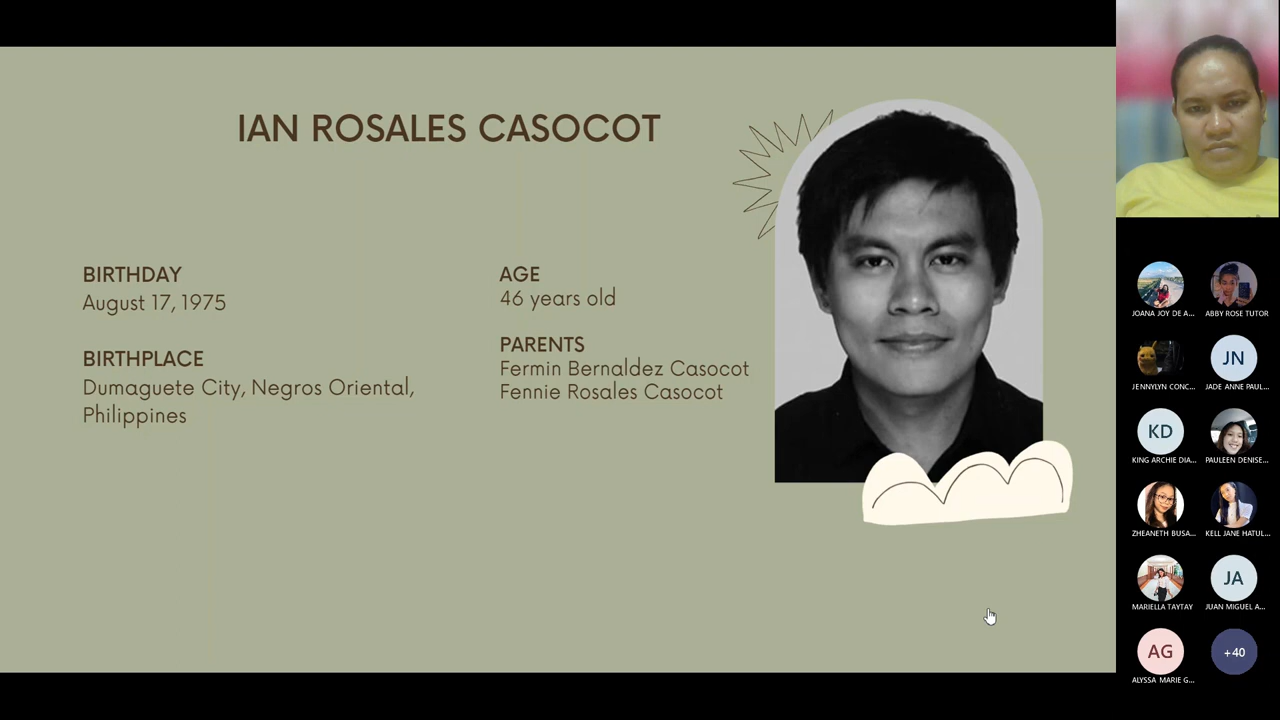 IAN ROSALES CASOCOT
BIRTHDAY
August 17, 1975
BIRTHPLACE
Dumaguete City, Negros Oriental,
Philippines
AGE
46 years old
PARENTS
Fermin Bernaldez Casocot
Fennie Rosales Casocot
JOANA JOY DE A...
ABBY ROSE TUTOR
JENNYLYN CONC...
JN
JADE ANNE PAUL...
KD
KING ARCHIE DIA...
PAULEEN DENISE...
ZHEANETH BUSA...
KELL JANE HATUL...
MARIELLA TAYTAY
JA
JUAN MIGUEL A...
AG
ALYSSA MARIE G...
+40